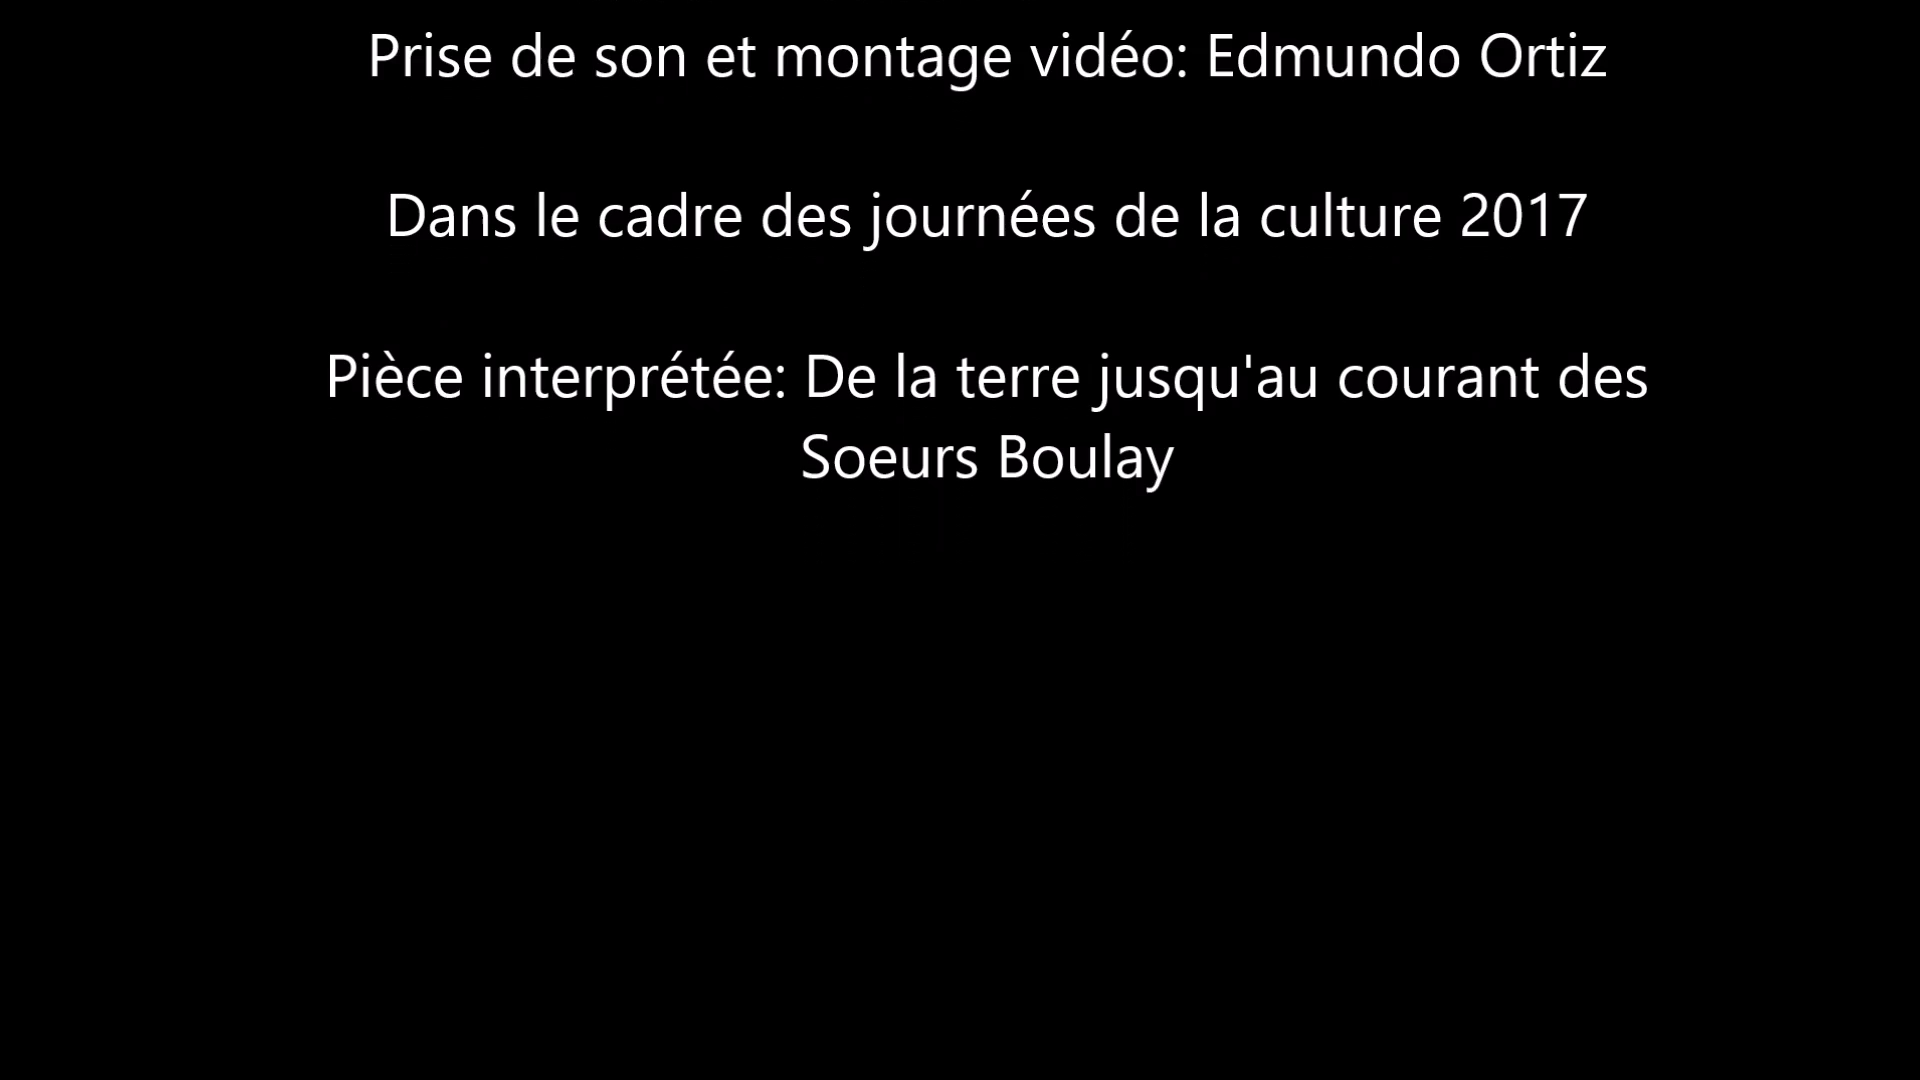 Prise de son et montage vidéo: Edmundo Ortiz
Dans le cadre des journées de la culture 2017
Pièce interprétée: De la terre jusqu'au courant des
Soeurs Boulay